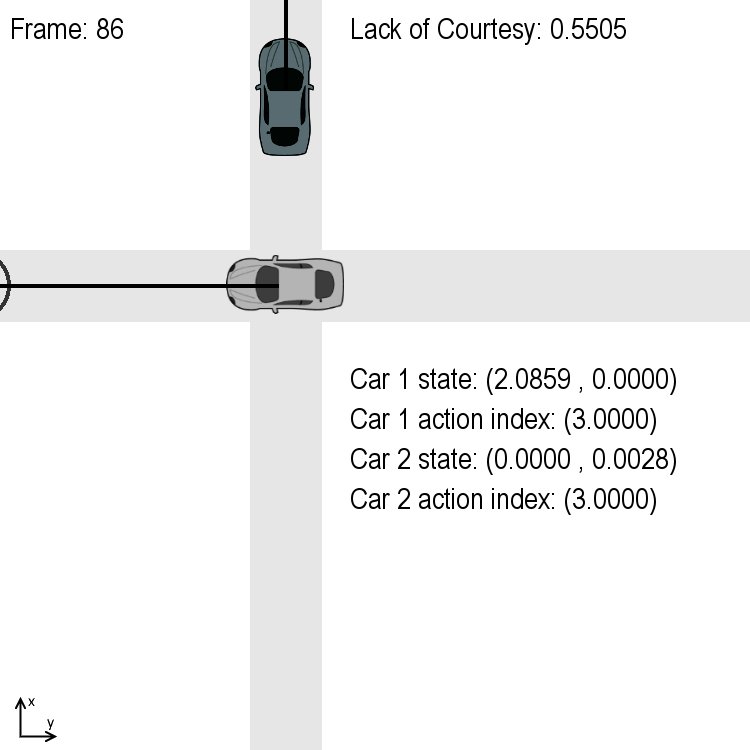 Frame: 86
Lack of Courtesy: 0.5505
Car 1 state: (2.0859 , 0.0000)
Car 1 action index: (3.0000)
Car 2 state: (0.0000 , 0.0028)
Car 2 action index: (3.0000)
x
y